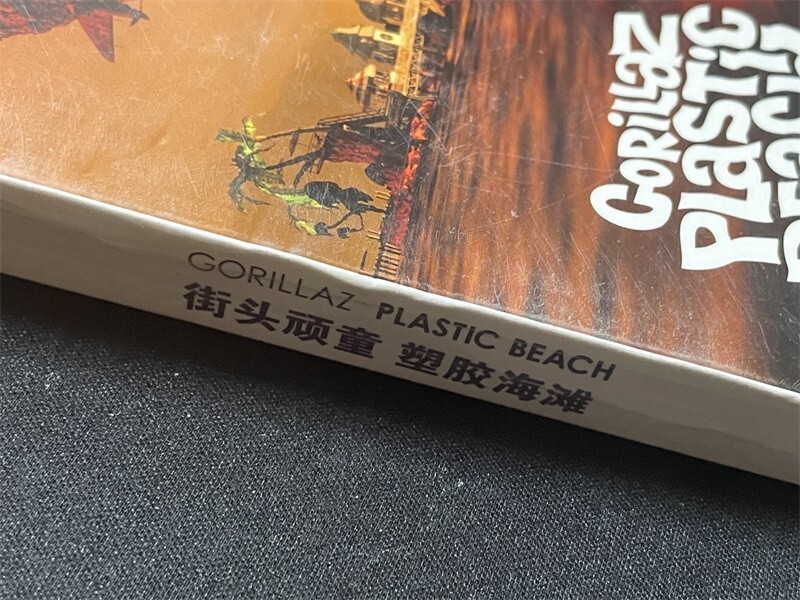 GORILLAZ
PLASTIC
GORILLAZ PLASTIC BEACH
街头顽童 塑胶海滩